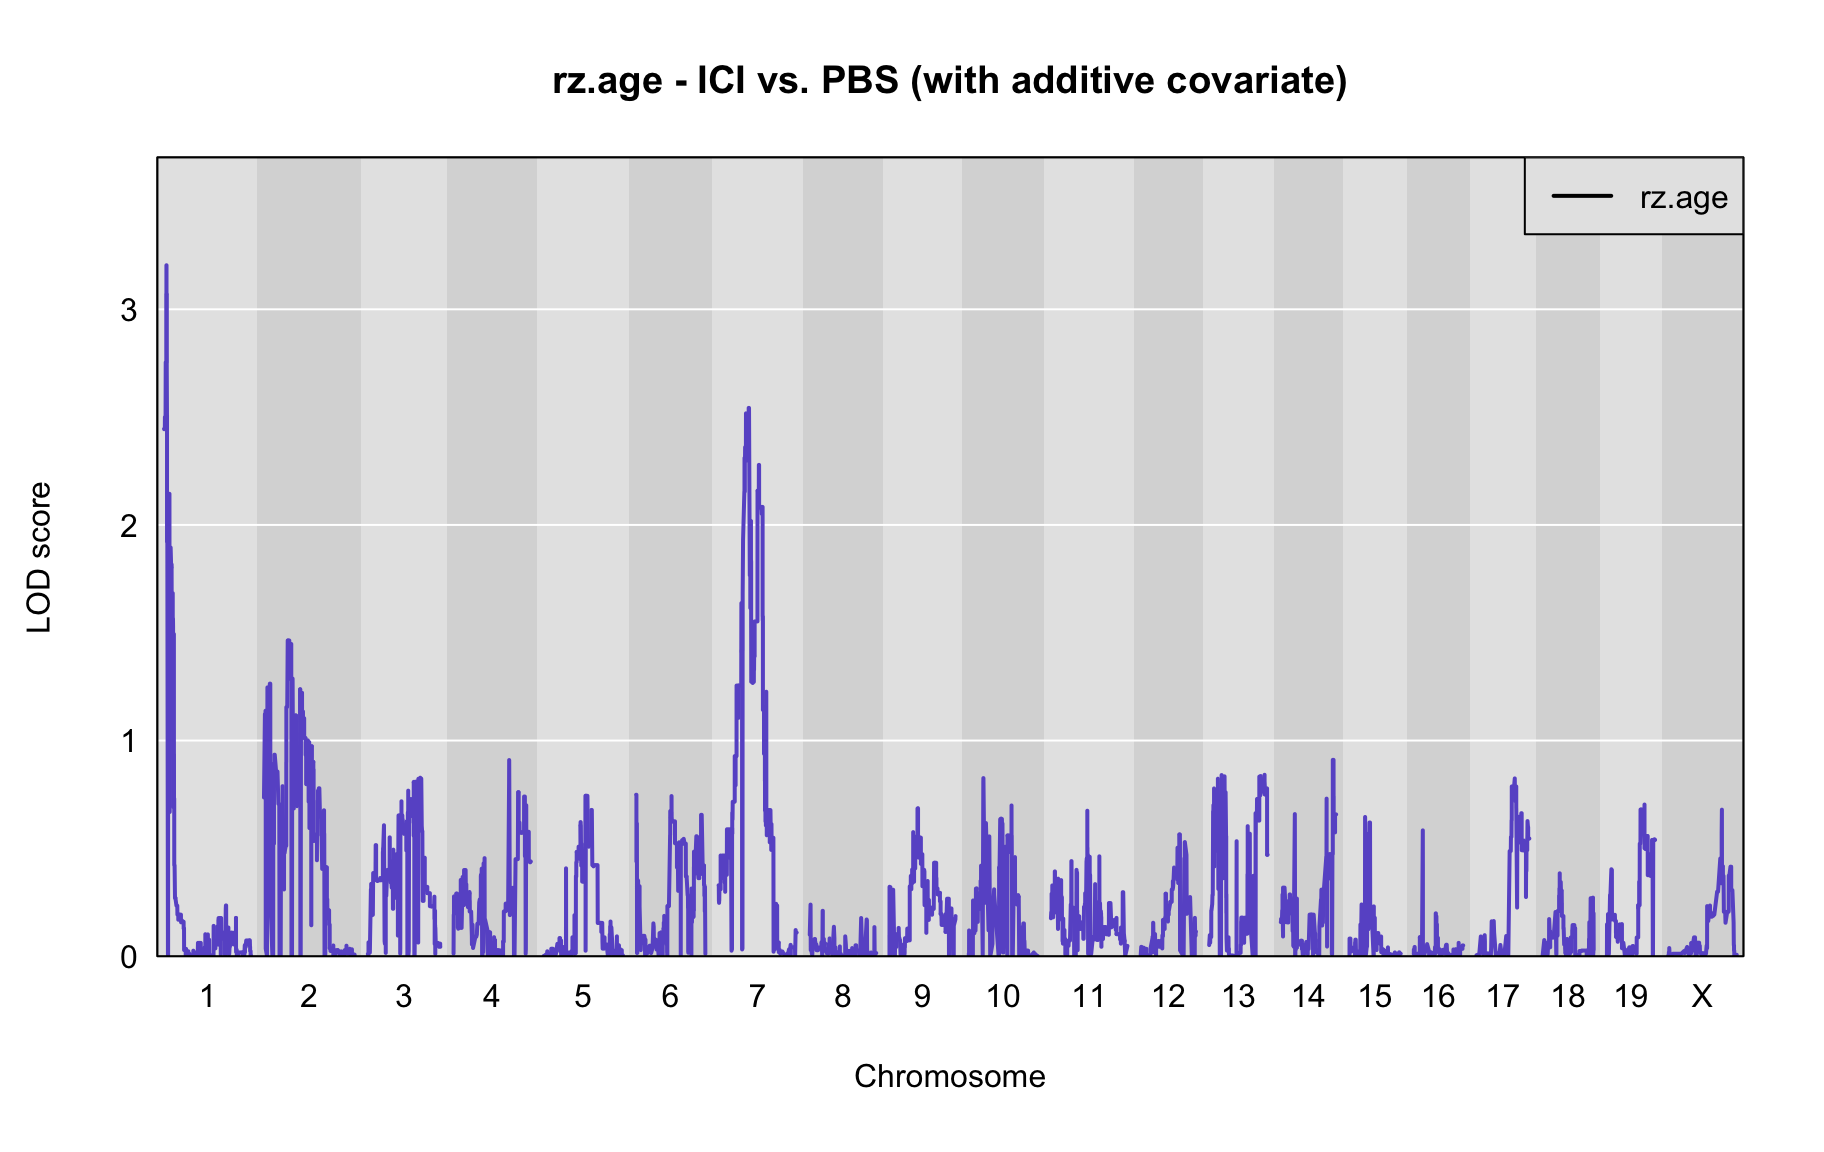 rz.age - ICI vs. PBS (with additive covariate)
rz.age
LOD score
3
2
1
0
1 2 3 4 5 6 7 8 9 10 11 12 13 14 15 16 17 18 19 X
Chromosome